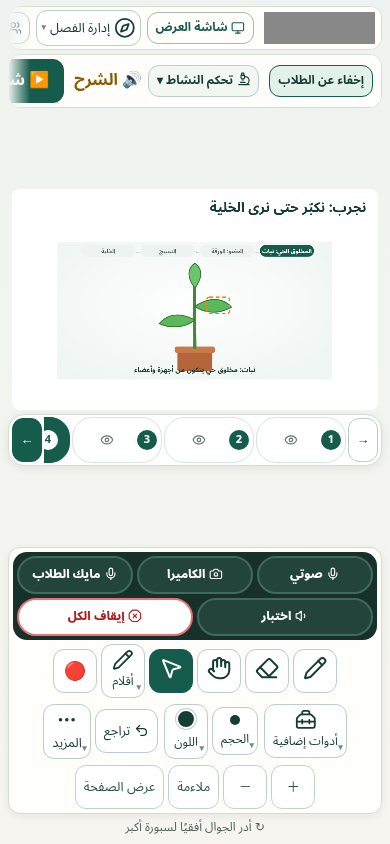 شاشة العرض
إدارة الفصل
إخفاء عن الطلاب
تحكم النشاط
الشرح
نجرب: نكبّر حتى نرى الخلية
المخلوق الحي: نبات
العضو: الورقة
النسيج
الخلية
نبات: مخلوق حي يتكون من أجهزة وأعضاء
→ 1 2 3 4 ←
صوتي
الكاميرا
مايك الطلاب
اختبار
إيقاف الكل
أقلام
أدوات إضافية
الحجم
اللون
تراجع
المزيد
+ − ملاءمة عرض الصفحة
↻ أدر الجوال أفقيًا لسبورة أكبر